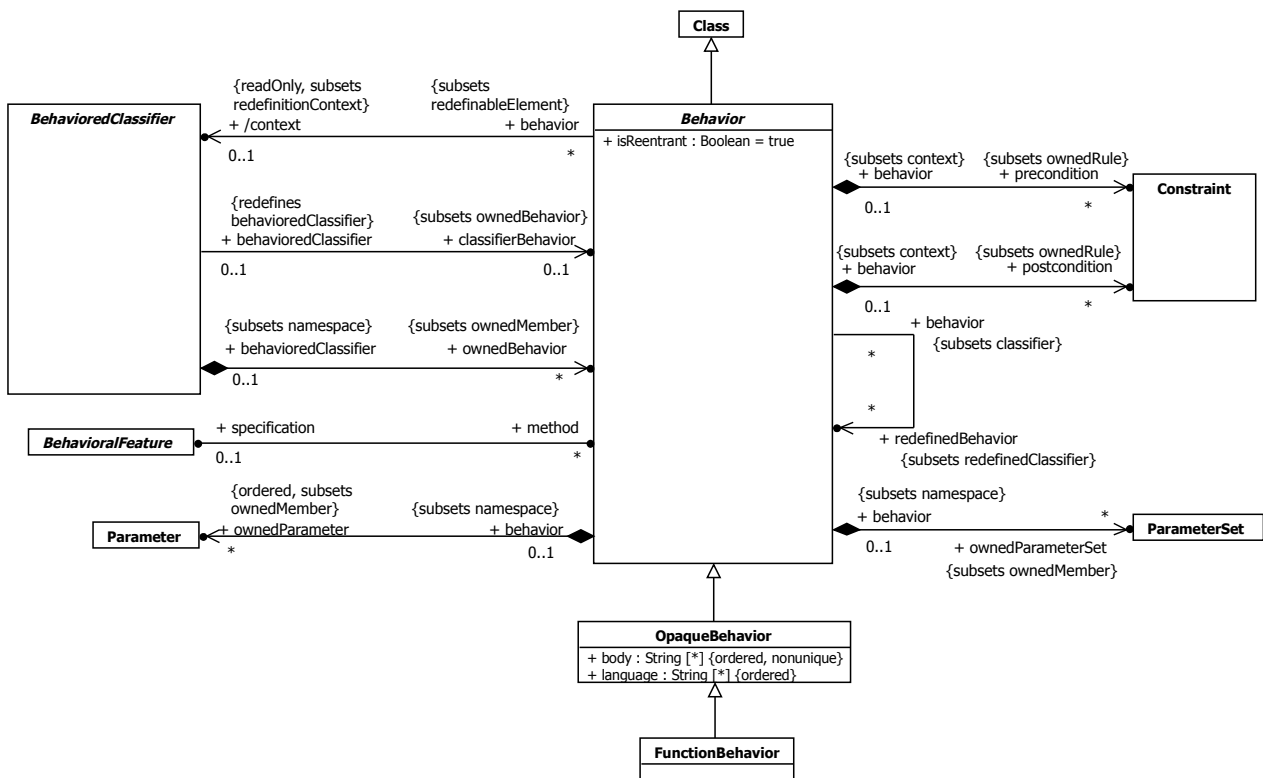 Class
{readOnly, subsets
redefinitionContext}
+ /context
0..1
{subsets
redefinableElement}
+ behavior
*
BehavioredClassifier
Behavior
+ isReentrant : Boolean = true
{subsets context}
+ behavior
0..1
{subsets ownedRule}
+ precondition
*
Constraint
{redefines
behavioredClassifier}
+ behavioredClassifier
0..1
{subsets ownedBehavior}
+ classifierBehavior
0..1
{subsets context}
+ behavior
0..1
{subsets ownedRule}
+ postcondition
*
{subsets namespace}
+ behavioredClassifier
0..1
{subsets ownedMember}
+ ownedBehavior
*
+ behavior
{subsets classifier}
*
*
+ redefinedBehavior
{subsets redefinedClassifier}
BehavioralFeature
+ specification
0..1
+ method
*
{ordered, subsets
ownedMember}
+ ownedParameter
*
{subsets namespace}
+ behavior
0..1
Parameter
{subsets namespace}
+ behavior
0..1
*
+ ownedParameterSet
{subsets ownedMember}
ParameterSet
OpaqueBehavior
+ body : String [*] {ordered, nonunique}
+ language : String [*] {ordered}
FunctionBehavior